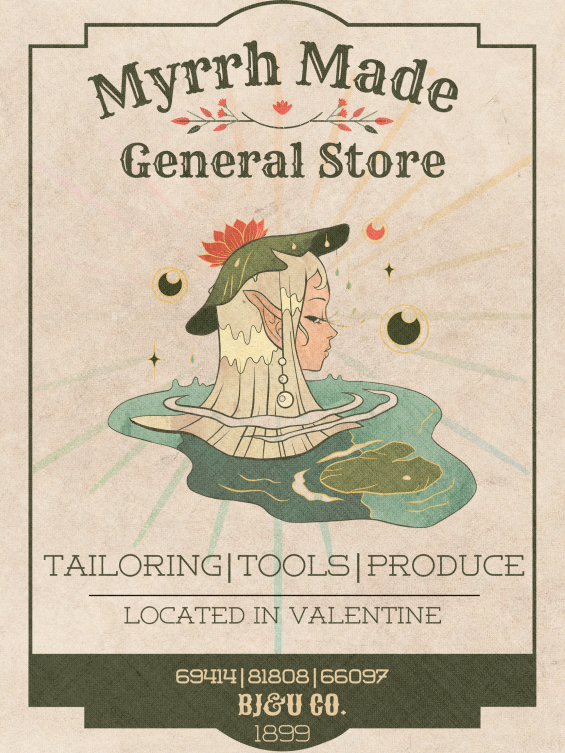 Myrrh Made
General Store
TAILORING|TOOLS|PRODUCE
LOCATED IN VALENTINE
69414|81808|66097
BJ&U CO.
1899